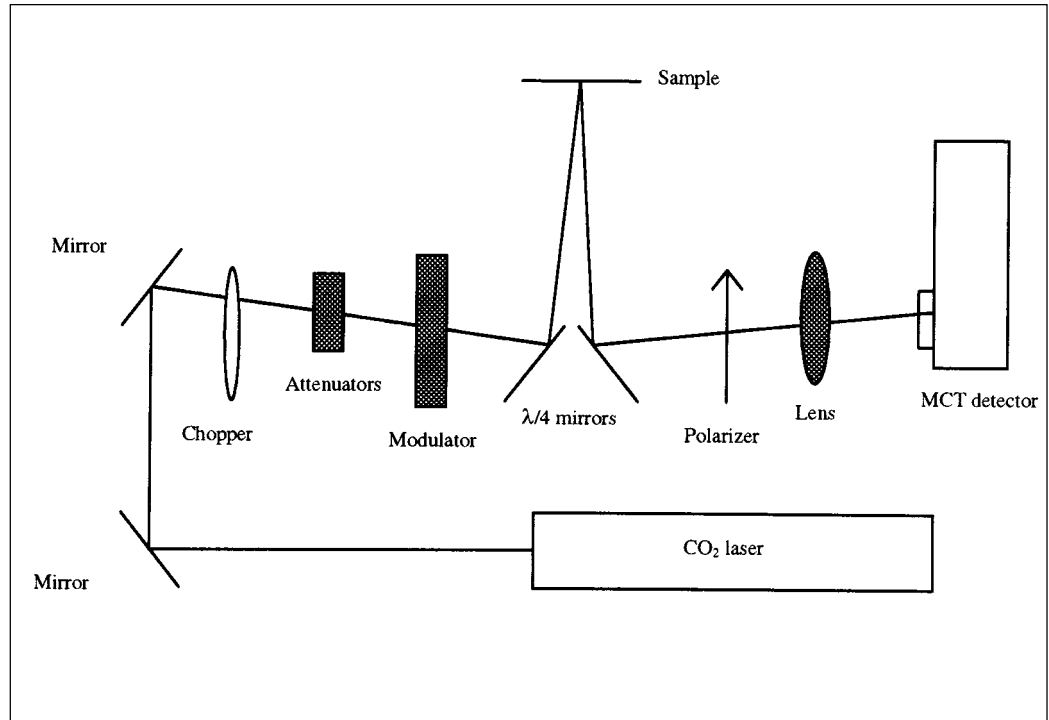 Sample
Mirror
Attenuators
Chopper
Modulator
λ/4 mirrors
Polarizer
Lens
MCT detector
CO₂ laser
Mirror